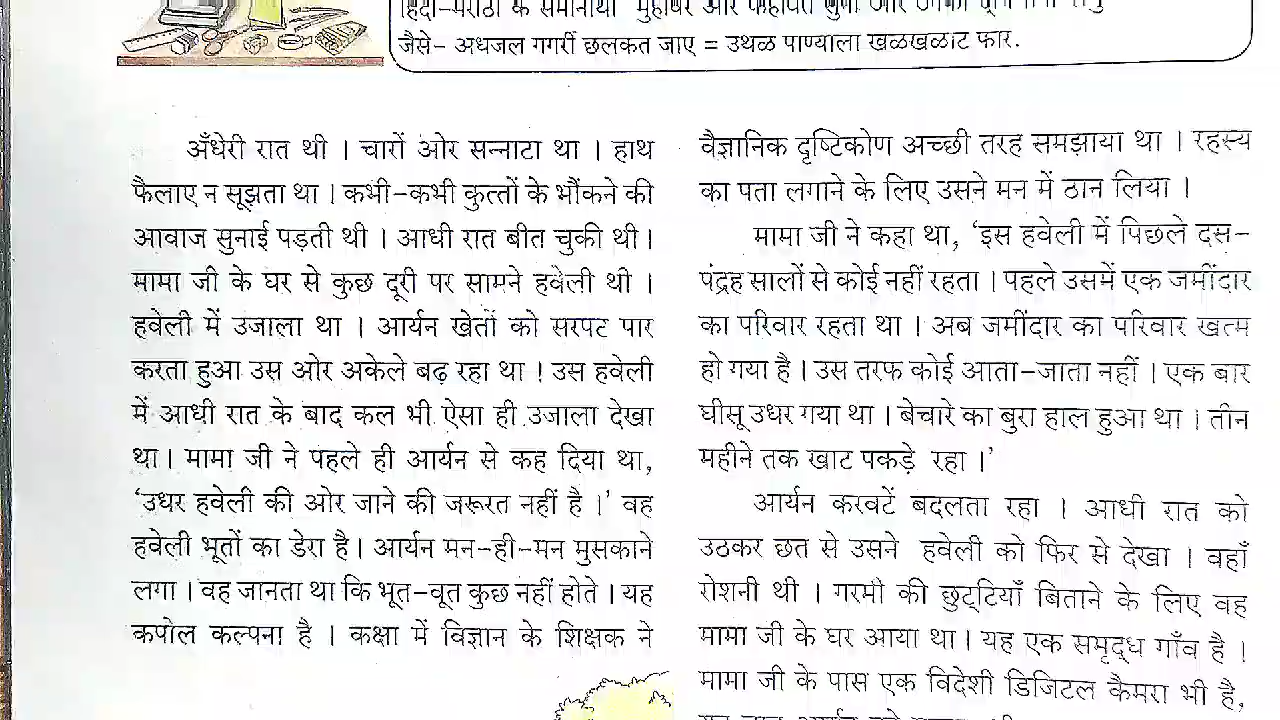 जैसे- अधजल गगरी छलकत जाए = उथळ पाण्याला खळखळाट फार.
अँधेरी रात थी । चारों ओर सन्नाटा था । हाथ
फैलाए न सूझता था । कभी-कभी कुत्तों के भौंकने की
आवाज सुनाई पड़ती थी । आधी रात बीत चुकी थी ।
मामा जी के घर से कुछ दूरी पर सामने हवेली थी ।
हवेली में उजाला था । आर्यन खेतों को सरपट पार
करता हुआ उस ओर अकेले बढ़ रहा था ! उस हवेली
में आधी रात के बाद कल भी ऐसा ही उजाला देखा
था । मामा जी ने पहले ही आर्यन से कह दिया था,
‘उधर हवेली की ओर जाने की जरूरत नहीं है ।’ वह
हवेली भूतों का डेरा है । आर्यन मन-ही-मन मुसकाने
लगा । वह जानता था कि भूत-वूत कुछ नहीं होते । यह
कपोल कल्पना है । कक्षा में विज्ञान के शिक्षक ने
वैज्ञानिक दृष्टिकोण अच्छी तरह समझाया था । रहस्य
का पता लगाने के लिए उसने मन में ठान लिया ।
मामा जी ने कहा था, ‘इस हवेली में पिछले दस-
पंद्रह सालों से कोई नहीं रहता । पहले उसमें एक जमींदार
का परिवार रहता था । अब जमींदार का परिवार खत्म
हो गया है । उस तरफ कोई आता-जाता नहीं । एक बार
घीसू उधर गया था । बेचारे का बुरा हाल हुआ था । तीन
महीने तक खाट पकड़े रहा ।’
आर्यन करवटें बदलता रहा । आधी रात को
उठकर छत से उसने हवेली को फिर से देखा । वहाँ
रोशनी थी । गरमी की छुट्टियाँ बिताने के लिए वह
मामा जी के घर आया था । यह एक समृद्ध गाँव है ।
मामा जी के पास एक विदेशी डिजिटल कैमरा भी है,